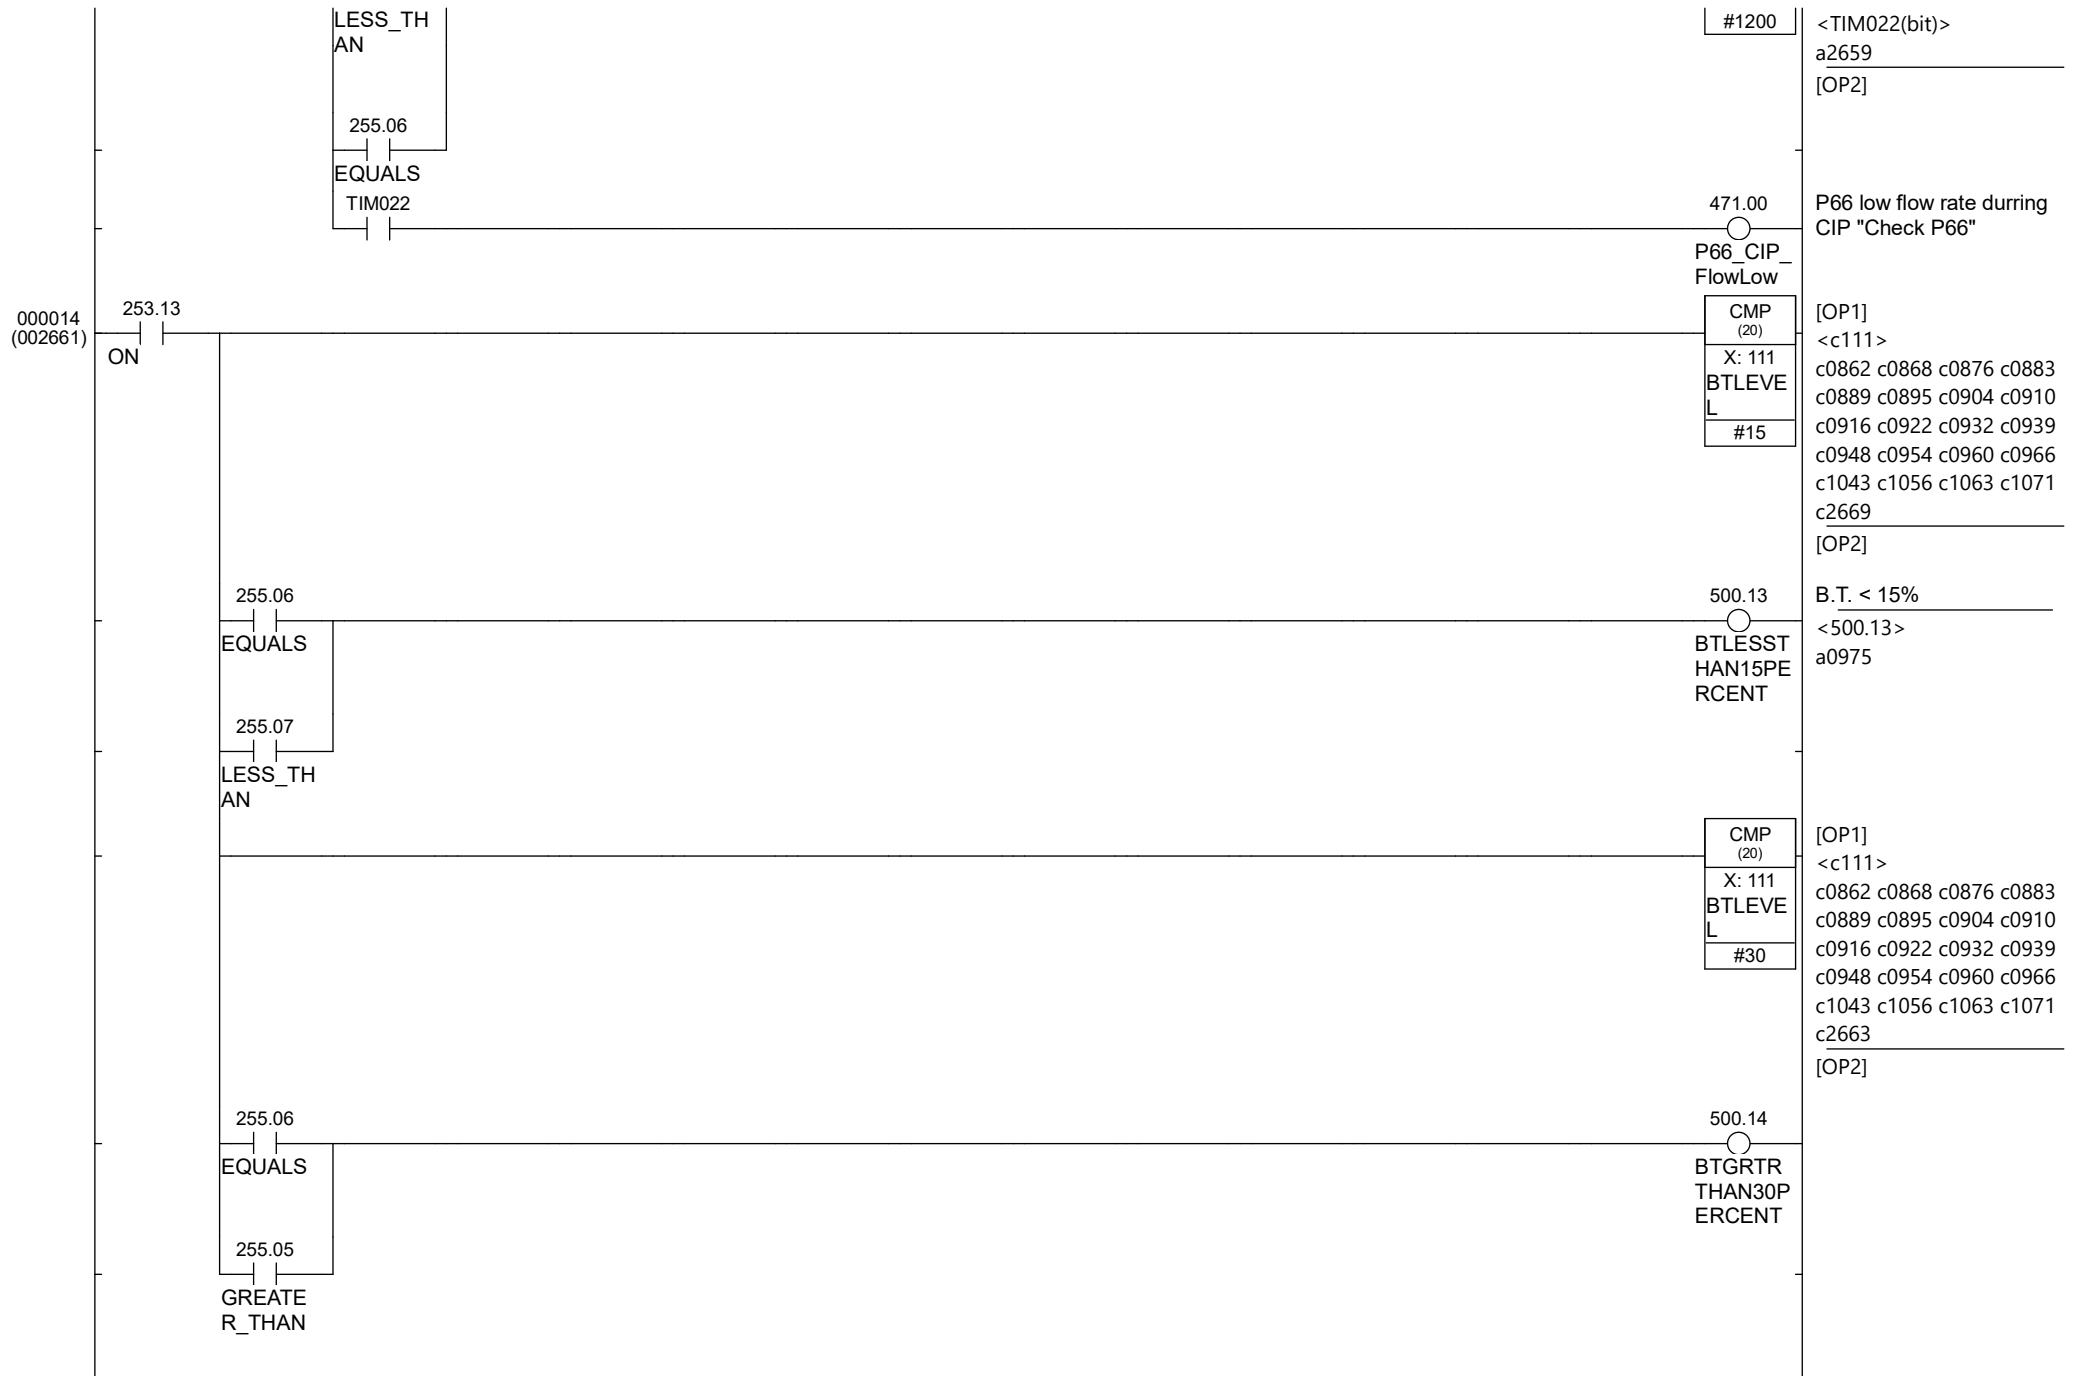 LESS_TH
AN
#1200
<TIM022(bit)>
a2659
[OP2]
255.06
EQUALS
TIM022
471.00
P66_CIP_
FlowLow
P66 low flow rate durring
CIP "Check P66"
000014
(002661)
253.13
ON
CMP
(20)
X: 111
BTLEVE
L
#15
[OP1]
<c111>
c0862 c0868 c0876 c0883
c0889 c0895 c0904 c0910
c0916 c0922 c0932 c0939
c0948 c0954 c0960 c0966
c1043 c1056 c1063 c1071
c2669
[OP2]
255.06
EQUALS
500.13
BTLESST
HAN15PE
RCENT
B.T. < 15%
<500.13>
a0975
255.07
LESS_TH
AN
CMP
(20)
X: 111
BTLEVE
L
#30
[OP1]
<c111>
c0862 c0868 c0876 c0883
c0889 c0895 c0904 c0910
c0916 c0922 c0932 c0939
c0948 c0954 c0960 c0966
c1043 c1056 c1063 c1071
c2663
[OP2]
255.06
EQUALS
500.14
BTGRTR
THAN30P
ERCENT
255.05
GREATE
R_THAN